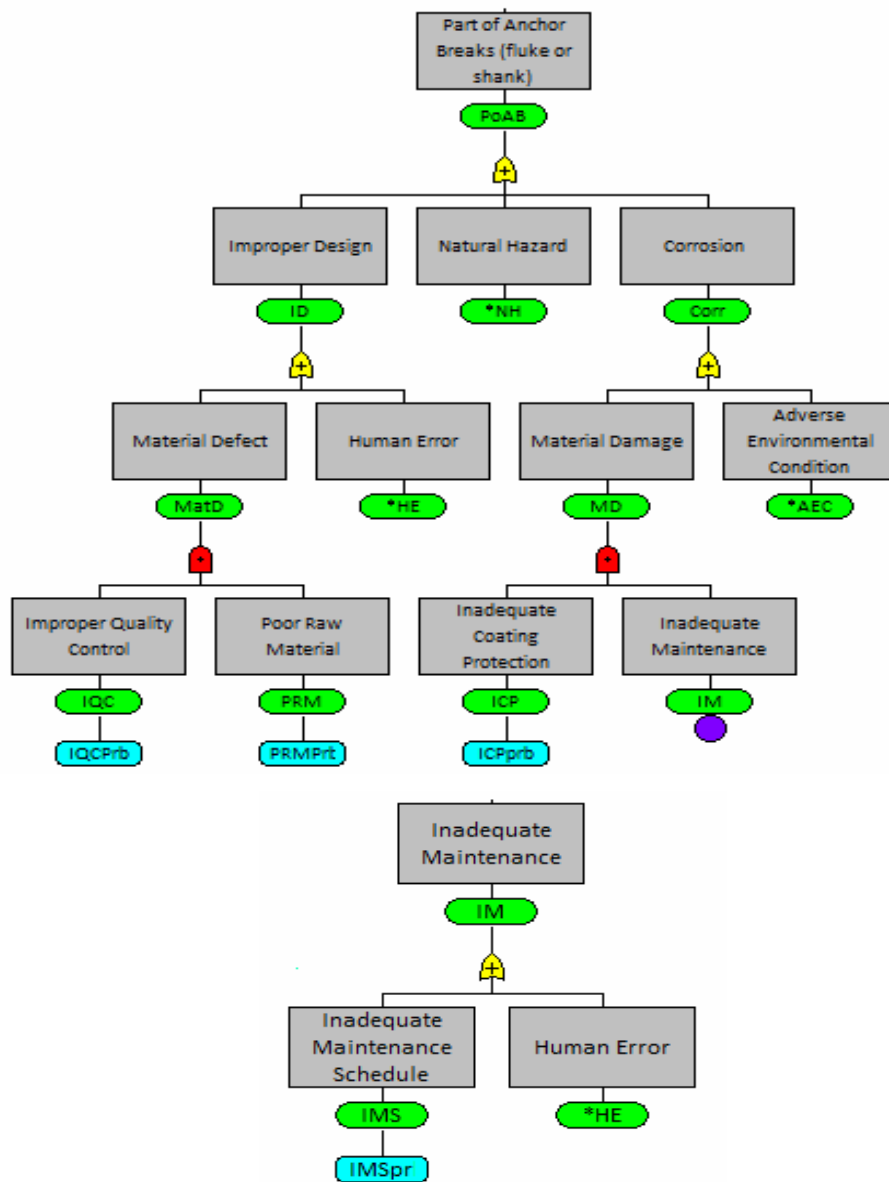 Part of Anchor
Breaks (fluke or
shank)
PoAB
+
Improper Design
Natural Hazard
Corrosion
ID
*NH
Corr
+
+
Material Defect
Human Error
Material Damage
Adverse
Environmental
Condition
MatD
*HE
MD
*AEC
Improper Quality
Control
Poor Raw
Material
Inadequate
Coating
Protection
Inadequate
Maintenance
IQC
PRM
ICP
IM
IQCPrb
PRMPrt
ICPprb
Inadequate
Maintenance
IM
+
Inadequate
Maintenance
Schedule
Human Error
IMS
*HE
IMSpr